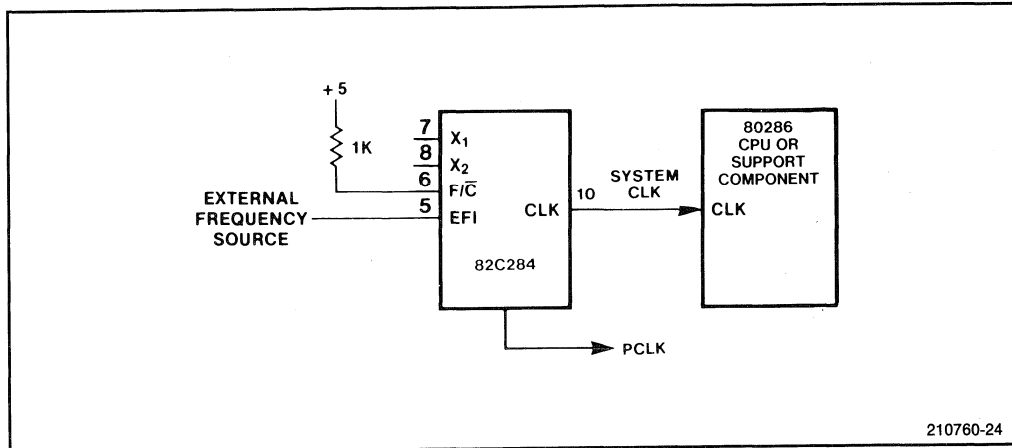 + 5
1K
7 X₁
8 X₂
6 F/C̅
5 EFI
EXTERNAL
FREQUENCY
SOURCE
CLK
10
82C284
SYSTEM
CLK
80286
CPU OR
SUPPORT
COMPONENT
CLK
PCLK
210760-24